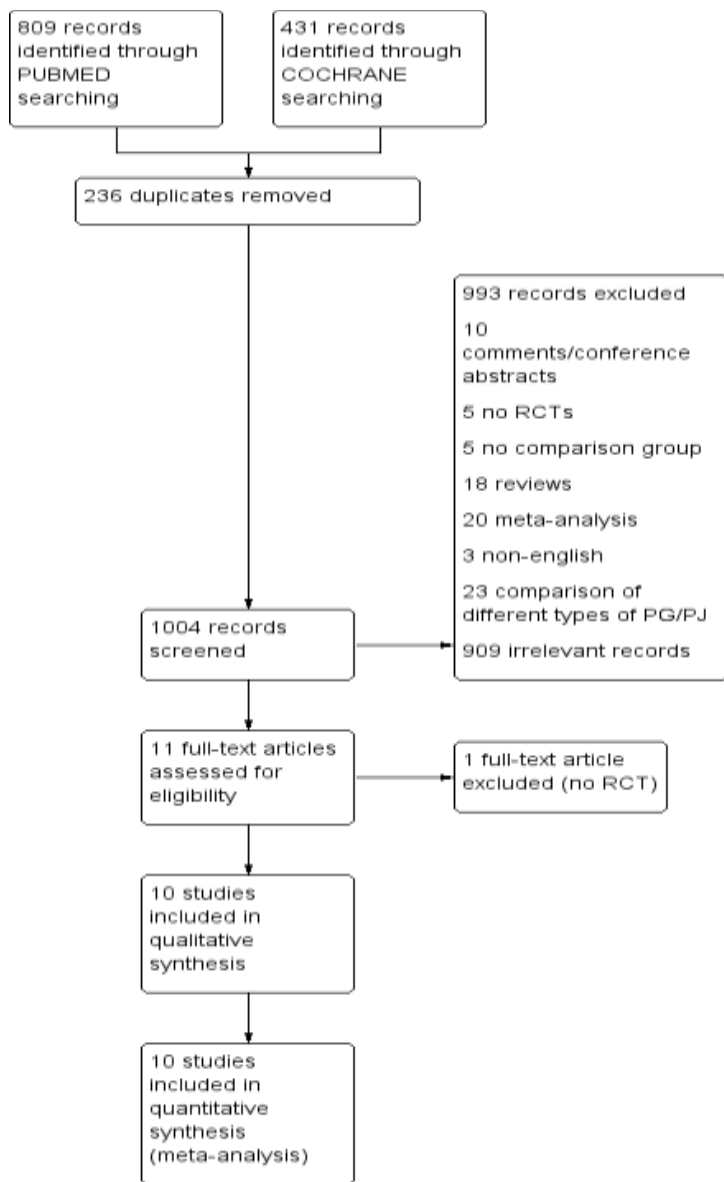 809 records
identified through
PUBMED
searching
431 records
identified through
COCHRANE
searching
236 duplicates removed
993 records excluded
10
comments/conference
abstracts
5 no RCTs
5 no comparison group
18 reviews
20 meta-analysis
3 non-english
23 comparison of
different types of PG/PJ
909 irrelevant records
1004 records
screened
11 full-text articles
assessed for
eligibility
1 full-text article
excluded (no RCT)
10 studies
included in
qualitative
synthesis
10 studies
included in
quantitative
synthesis
(meta-analysis)